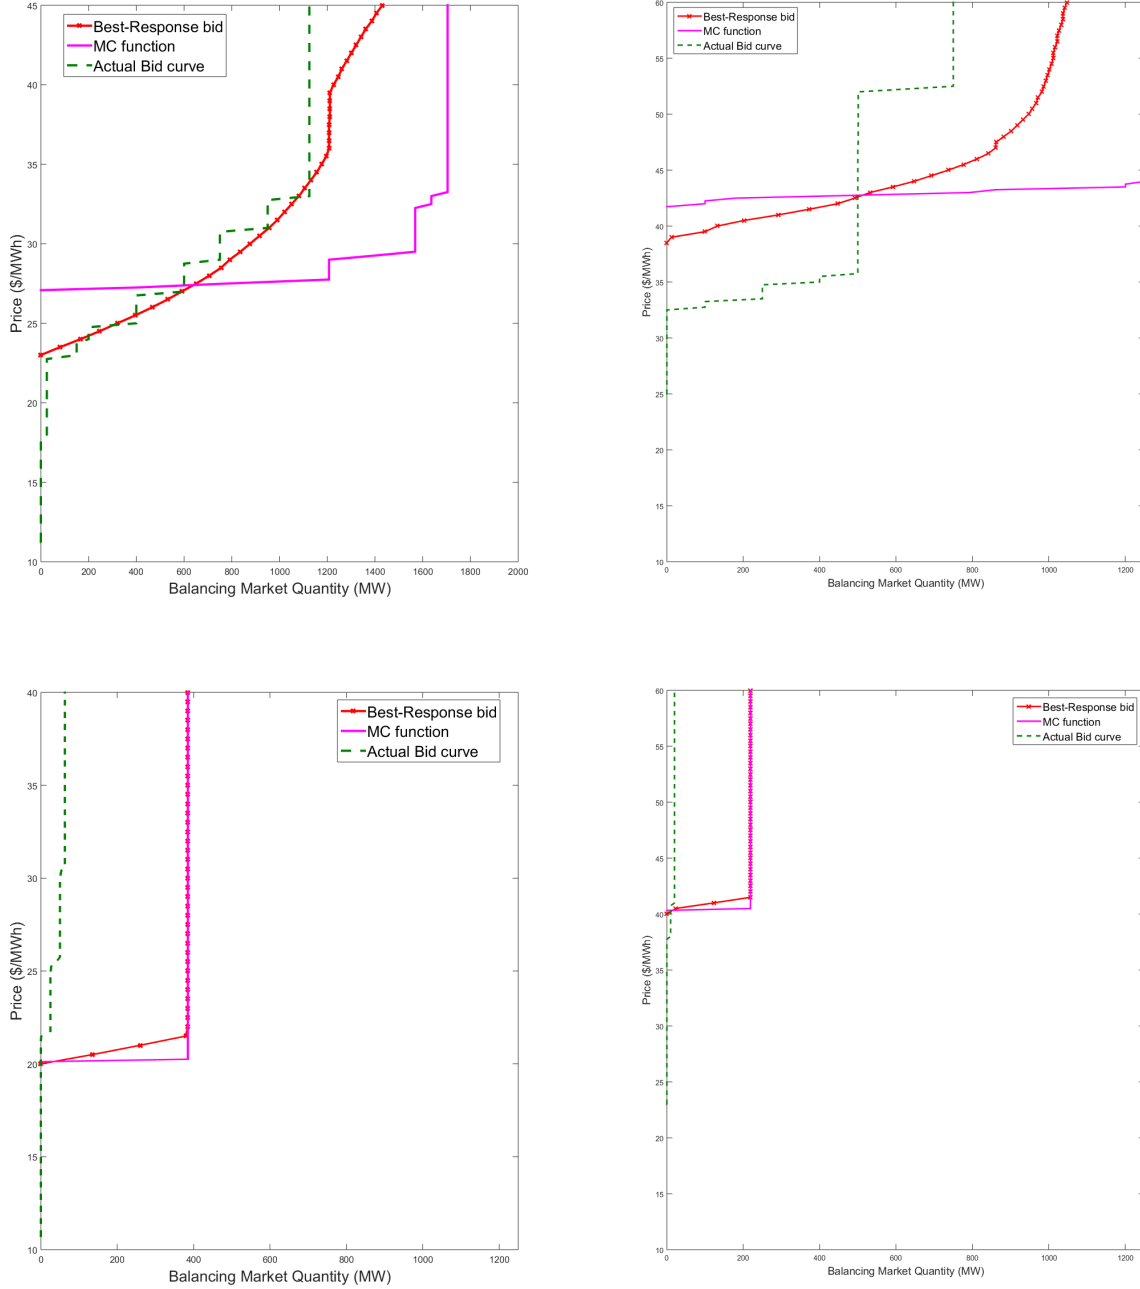 45
40
35
30
25
20
15
10
Price ($/MWh)
Best-Response bid
MC function
Actual Bid curve
0 200 400 600 800 1000 1200 1400 1600 1800 2000
Balancing Market Quantity (MW)
60
55
50
45
40
35
30
25
20
15
10
Price ($/MWh)
Best-Response bid
MC function
Actual Bid curve
0 200 400 600 800 1000 1200
Balancing Market Quantity (MW)
40
35
30
25
20
15
10
Price ($/MWh)
Best-Response bid
MC function
Actual Bid curve
0 200 400 600 800 1000 1200
Balancing Market Quantity (MW)
60
55
50
45
40
35
30
25
20
15
10
Price ($/MWh)
Best-Response bid
MC function
Actual Bid curve
0 200 400 600 800 1000 1200
Balancing Market Quantity (MW)